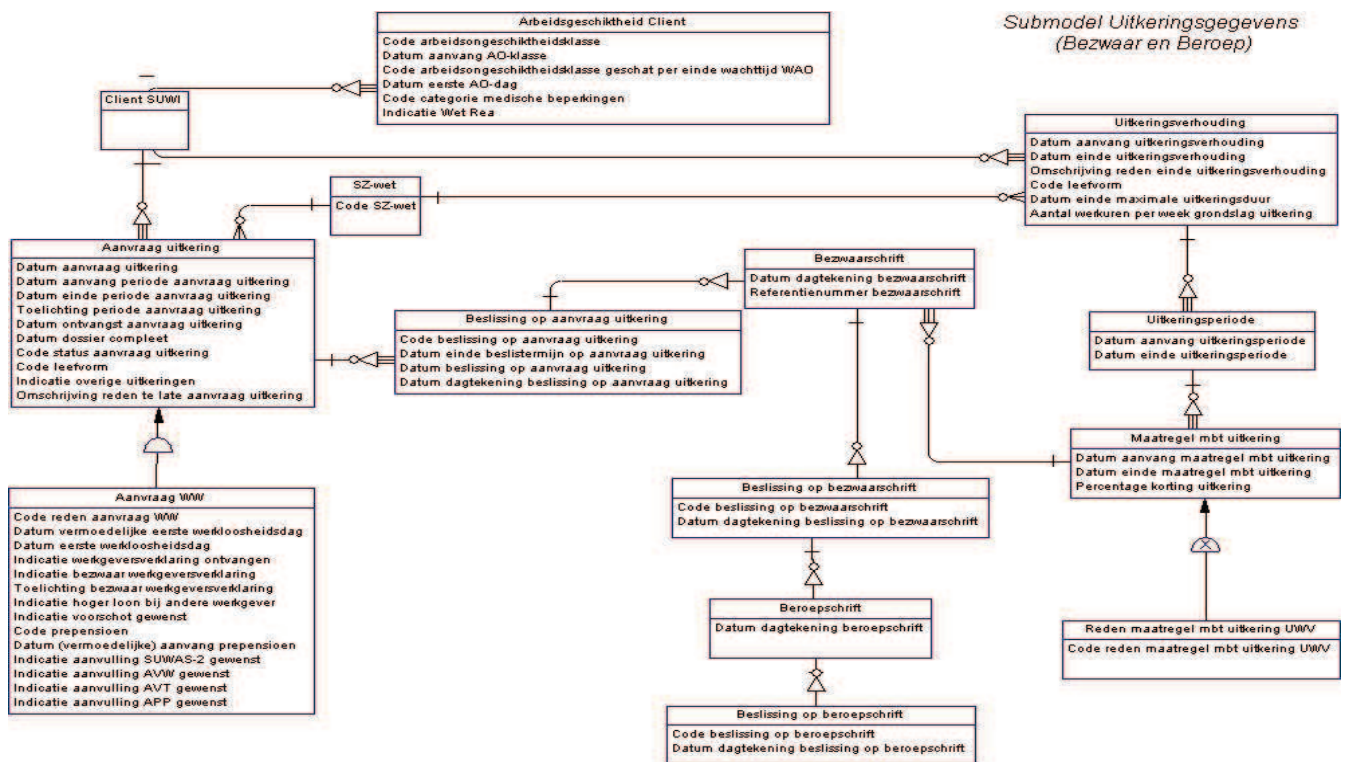 Submodel Uitkeringsgegevens
(Bezwaar en Beroep)
Arbeidsgeschiktheid Client
Code arbeidsongeschiktheidsklasse
Datum aanvang AO-klasse
Code arbeidsongeschiktheidsklasse geschat per einde wachttijd WAO
Datum eerste AO-dag
Code categorie medische beperkingen
Indicatie Wet Rea
Client SUWI
Uitkeringsverhouding
Datum aanvang uitkeringsverhouding
Datum einde uitkeringsverhouding
Omschrijving reden einde uitkeringsverhouding
Code leefvorm
Datum einde maximale uitkeringsduur
Aantal werkuren per week grondslag uitkering
SZ-wet
Code SZ-wet
Aanvraag uitkering
Datum aanvraag uitkering
Datum aanvang periode aanvraag uitkering
Datum einde periode aanvraag uitkering
Toelichting periode aanvraag uitkering
Datum ontvangst aanvraag uitkering
Datum dossier compleet
Code status aanvraag uitkering
Code leefvorm
Indicatie overige uitkeringen
Omschrijving reden te late aanvraag uitkering
Bezwaarschrift
Datum dagtekening bezwaarschrift
Referentienummer bezwaarschrift
Beslissing op aanvraag uitkering
Code beslissing op aanvraag uitkering
Datum einde beslistermijn op aanvraag uitkering
Datum beslissing op aanvraag uitkering
Datum dagtekening beslissing op aanvraag uitkering
Uitkeringsperiode
Datum aanvang uitkeringsperiode
Datum einde uitkeringsperiode
Maatregel mbt uitkering
Datum aanvang maatregel mbt uitkering
Datum einde maatregel mbt uitkering
Percentage korting uitkering
Aanvraag WW
Code reden aanvraag WW
Datum vermoedelijke eerste werkloosheidsdag
Datum eerste werkloosheidsdag
Indicatie werkgeversverklaring ontvangen
Indicatie bezwaar werkgeversverklaring
Toelichting bezwaar werkgeversverklaring
Indicatie hoger loon bij andere werkgever
Indicatie voorschot gewenst
Code prepensioen
Datum (vermoedelijke) aanvang prepensioen
Indicatie aanvulling SUWAS-2 gewenst
Indicatie aanvulling AVW gewenst
Indicatie aanvulling AVT gewenst
Indicatie aanvulling APP gewenst
Beslissing op bezwaarschrift
Code beslissing op bezwaarschrift
Datum dagtekening beslissing op bezwaarschrift
Beroepschrift
Datum dagtekening beroepschrift
Reden maatregel mbt uitkering UWV
Code reden maatregel mbt uitkering UWV
Beslissing op beroepschrift
Code beslissing op beroepschrift
Datum dagtekening beslissing op beroepschrift